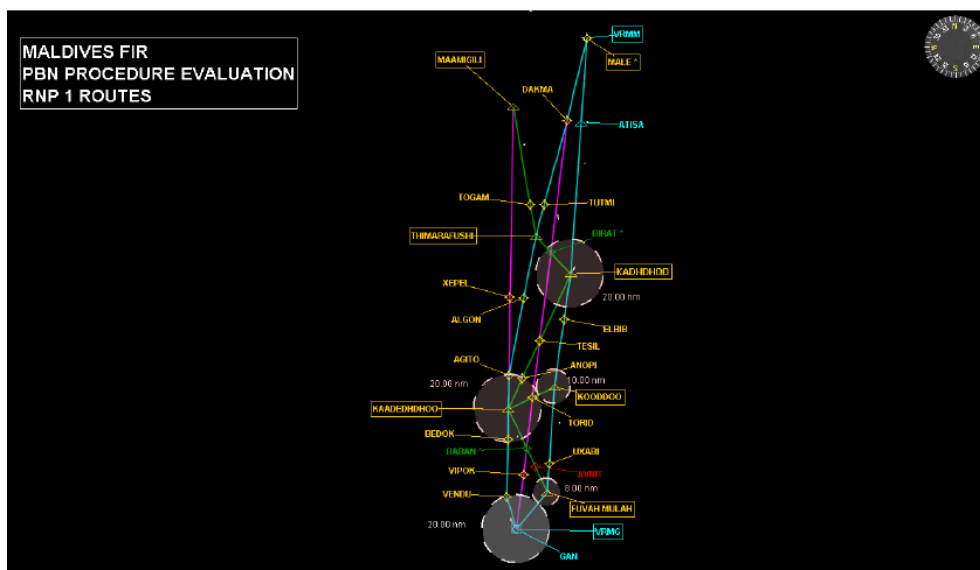 MALDIVES FIR
PBN PROCEDURE EVALUATION
RNP 1 ROUTES
VRMM
MAAMIGILI
MALE *
DAKMA
ATISA
TOGAM
TUTMI
THIMARAFUSHI
BIRAT *
KADHDHOO
XEPEL
20.00 nm
ALGON
ELBIB
TESIL
AGITO
ANOPI
20.00 nm
10.00 nm
KAADEDHDHOO
KOODDOO
TORID
BEDOK
BABAN *
UXABI
VIPOK
AVMIT
VENDU
8.00 nm
FUVAH MULAH
20.00 nm
VRMG
GAN